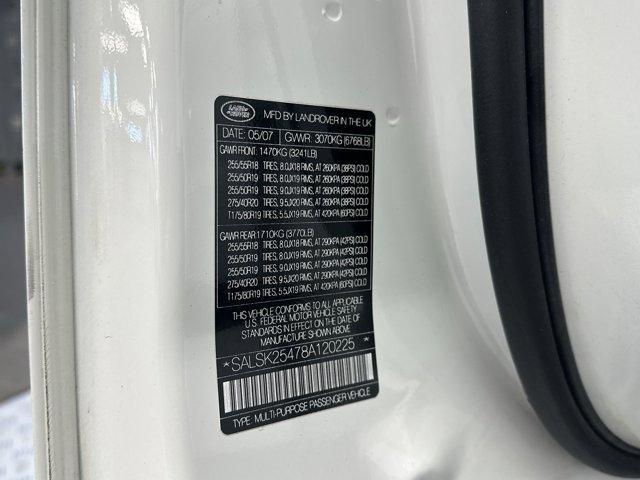 LAND ROVER
MFD BY LANDROVER IN THE UK
DATE: 05/07 GVWR: 3070KG (6768LB)
GAWR FRONT: 1470KG (3241LB)
255/55R18 TIRES, 8.0JX18 RIMS, AT 260KPA (38PSI) COLD
255/50R19 TIRES, 8.0JX19 RIMS, AT 260KPA (38PSI) COLD
255/50R19 TIRES, 9.0JX19 RIMS, AT 260KPA (38PSI) COLD
275/40R20 TIRES, 9.5JX20 RIMS, AT 260KPA (38PSI) COLD
T175/80R19 TIRES, 5.5JX19 RIMS, AT 420KPA (60PSI) COLD
GAWR REAR: 1710KG (3770LB)
255/55R18 TIRES, 8.0JX18 RIMS, AT 290KPA (42PSI) COLD
255/50R19 TIRES, 8.0JX19 RIMS, AT 290KPA (42PSI) COLD
255/50R19 TIRES, 9.0JX19 RIMS, AT 290KPA (42PSI) COLD
275/40R20 TIRES, 9.5JX20 RIMS, AT 290KPA (42PSI) COLD
T175/80R19 TIRES, 5.5JX19 RIMS, AT 420KPA (60PSI) COLD
THIS VEHICLE CONFORMS TO ALL APPLICABLE
U.S. FEDERAL MOTOR VEHICLE SAFETY
STANDARDS IN EFFECT ON THE DATE OF
MANUFACTURE SHOWN ABOVE
*SALSK25478A120225*
TYPE: MULTI-PURPOSE PASSENGER VEHICLE